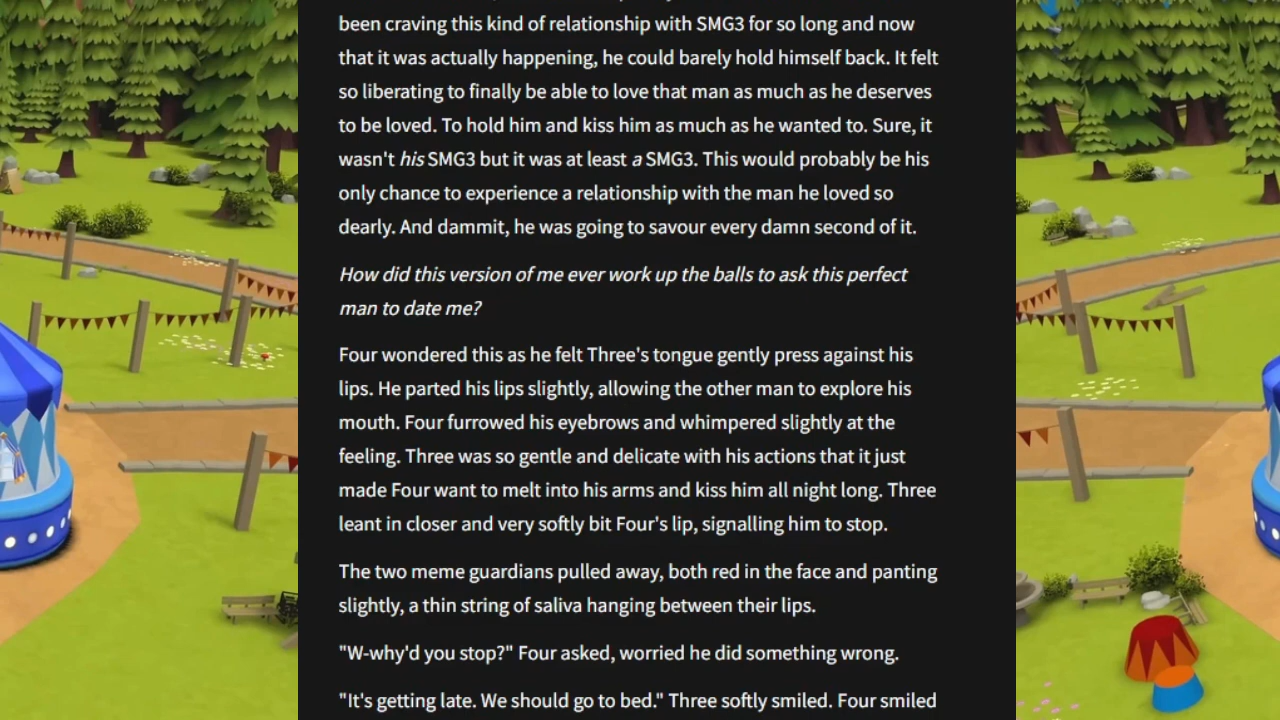 been craving this kind of relationship with SMG3 for so long and now
that it was actually happening, he could barely hold himself back. It felt
so liberating to finally be able to love that man as much as he deserves
to be loved. To hold him and kiss him as much as he wanted to. Sure, it
wasn't his SMG3 but it was at least a SMG3. This would probably be his
only chance to experience a relationship with the man he loved so
dearly. And dammit, he was going to savour every damn second of it.
How did this version of me ever work up the balls to ask this perfect
man to date me?
Four wondered this as he felt Three's tongue gently press against his
lips. He parted his lips slightly, allowing the other man to explore his
mouth. Four furrowed his eyebrows and whimpered slightly at the
feeling. Three was so gentle and delicate with his actions that it just
made Four want to melt into his arms and kiss him all night long. Three
leant in closer and very softly bit Four's lip, signalling him to stop.
The two meme guardians pulled away, both red in the face and panting
slightly, a thin string of saliva hanging between their lips.
"W-why'd you stop?" Four asked, worried he did something wrong.
"It's getting late. We should go to bed." Three softly smiled. Four smiled